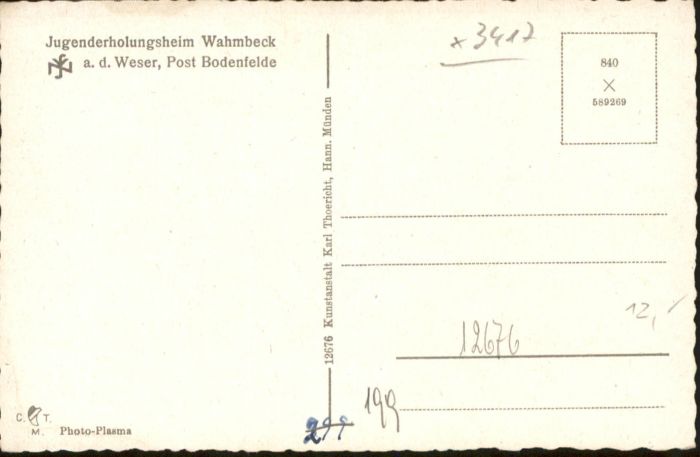 Jugenderholungsheim Wahmbeck
a. d. Weser, Post Bodenfelde
x 3417
840
X
589269
12676 Kunstanstalt Karl Thoericht, Hann. Münden
12,
12676
199
299
C. T.
M. Photo-Plasma